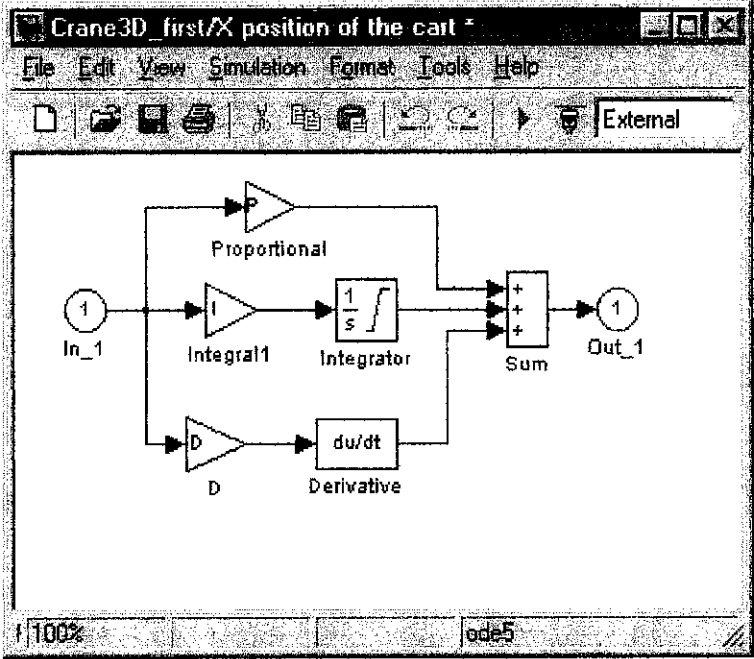 Crane3D_first/X position of the cart *
File Edit View Simulation Format Tools Help
External
P
Proportional
1
In_1
I
Integral1
1
s
Integrator
+
+
+
Sum
1
Out_1
D
D
du/dt
Derivative
100%
ode5